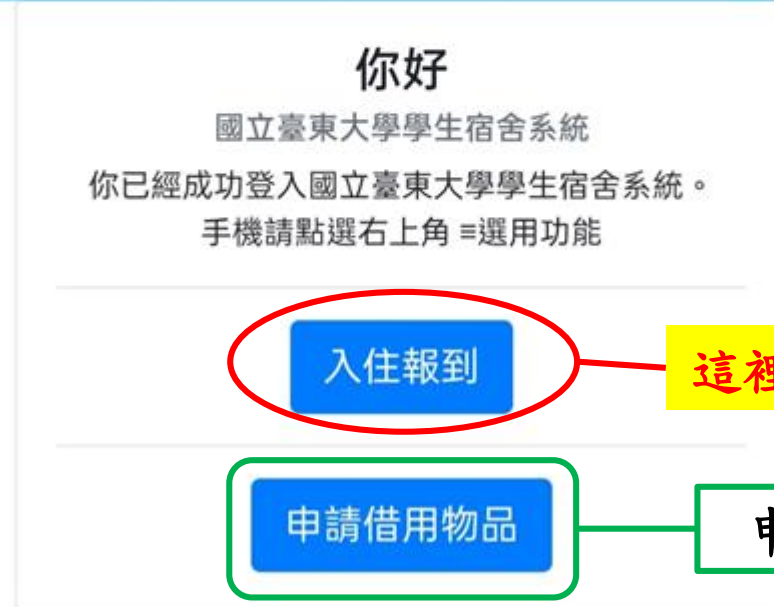 你好
國立臺東大學學生宿舍系統
你已經成功登入國立臺東大學學生宿舍系統。
手機請點選右上角 ≡選用功能
入住報到
這裡
申請借用物品